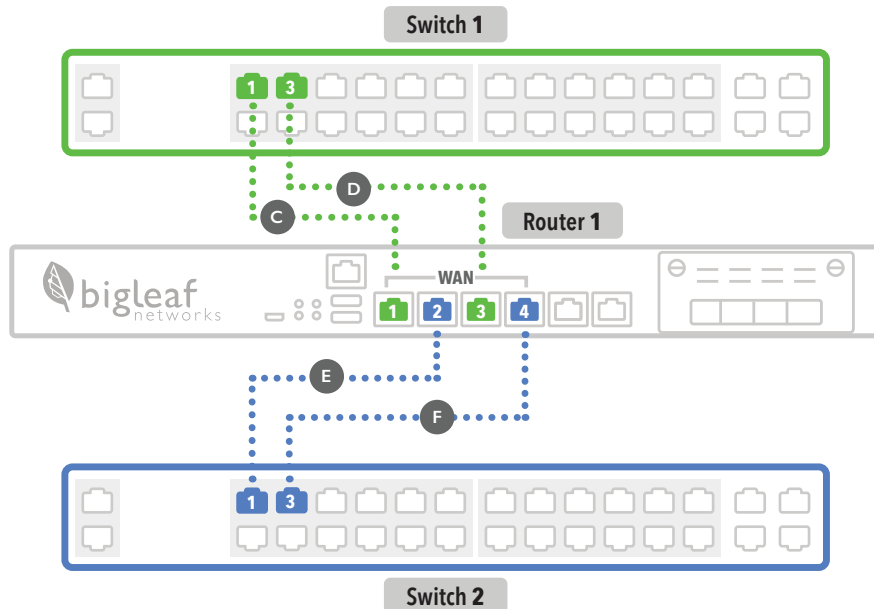 Switch 1
1 3
D
C
Router 1
WAN
bigleaf
networks
1 2 3 4
E
F
1 3
Switch 2